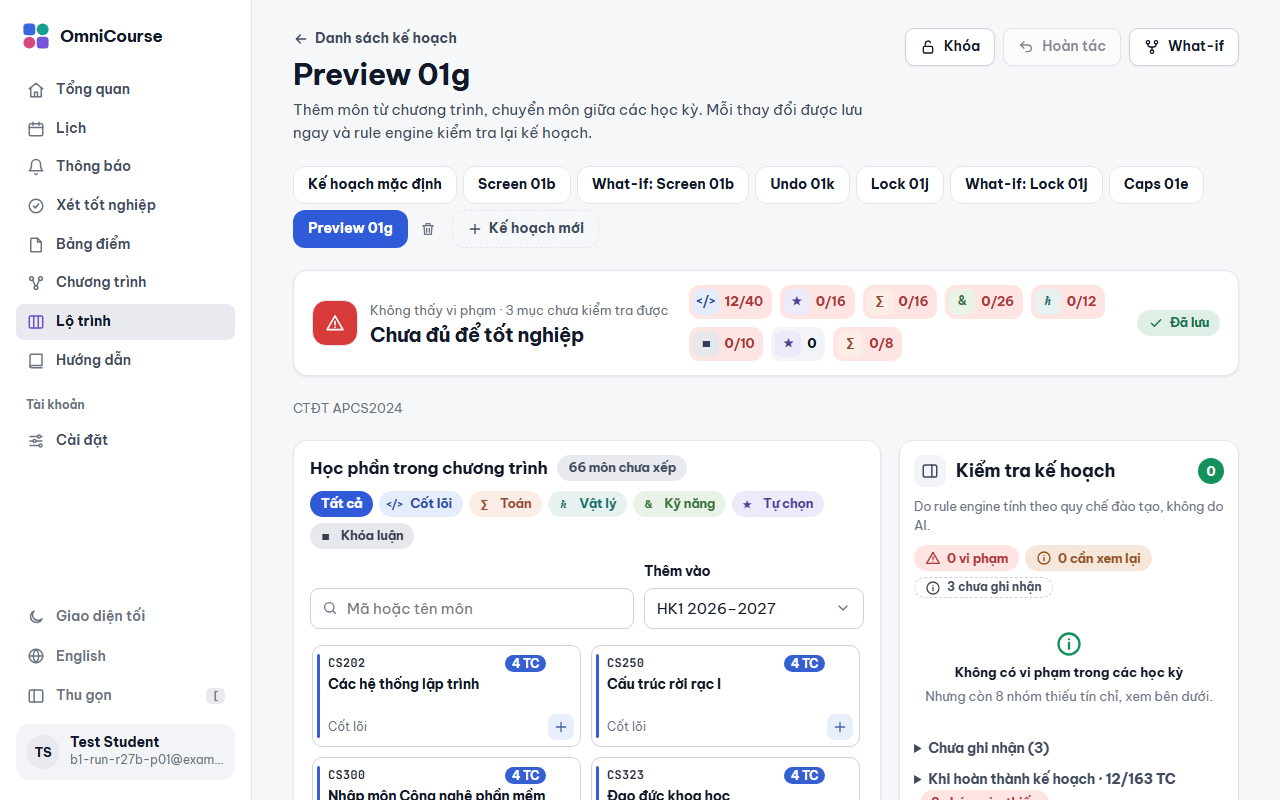 OmniCourse
Tổng quan
Lịch
Thông báo
Xét tốt nghiệp
Bảng điểm
Chương trình
Lộ trình
Hướng dẫn
Tài khoản
Cài đặt
Giao diện tối
English
Thu gọn [
TS Test Student
b1-run-r27b-p01@exam...
← Danh sách kế hoạch
Khóa Hoàn tác What-if
Preview 01g
Thêm môn từ chương trình, chuyển môn giữa các học kỳ. Mỗi thay đổi được lưu
ngay và rule engine kiểm tra lại kế hoạch.
Kế hoạch mặc định Screen 01b What-if: Screen 01b Undo 01k Lock 01j What-if: Lock 01j Caps 01e
Preview 01g + Kế hoạch mới
Không thấy vi phạm · 3 mục chưa kiểm tra được
Chưa đủ để tốt nghiệp
</> 12/40 ★ 0/16 ∑ 0/16 & 0/26 ℏ 0/12
■ 0/10 ★ 0 ∑ 0/8
Đã lưu
CTĐT APCS2024
Học phần trong chương trình 66 môn chưa xếp
Tất cả </> Cốt lõi ∑ Toán ℏ Vật lý & Kỹ năng ★ Tự chọn
■ Khóa luận
Thêm vào
Mã hoặc tên môn HK1 2026–2027
CS202 4 TC
Các hệ thống lập trình
Cốt lõi +
CS250 4 TC
Cấu trúc rời rạc I
Cốt lõi +
CS300 4 TC
Nhập môn Công nghệ phần mềm
CS323 4 TC
Đạo đức khoa học
Kiểm tra kế hoạch 0
Do rule engine tính theo quy chế đào tạo, không do
AI.
0 vi phạm 0 cần xem lại
3 chưa ghi nhận
Không có vi phạm trong các học kỳ
Nhưng còn 8 nhóm thiếu tín chỉ, xem bên dưới.
▶ Chưa ghi nhận (3)
▶ Khi hoàn thành kế hoạch · 12/163 TC